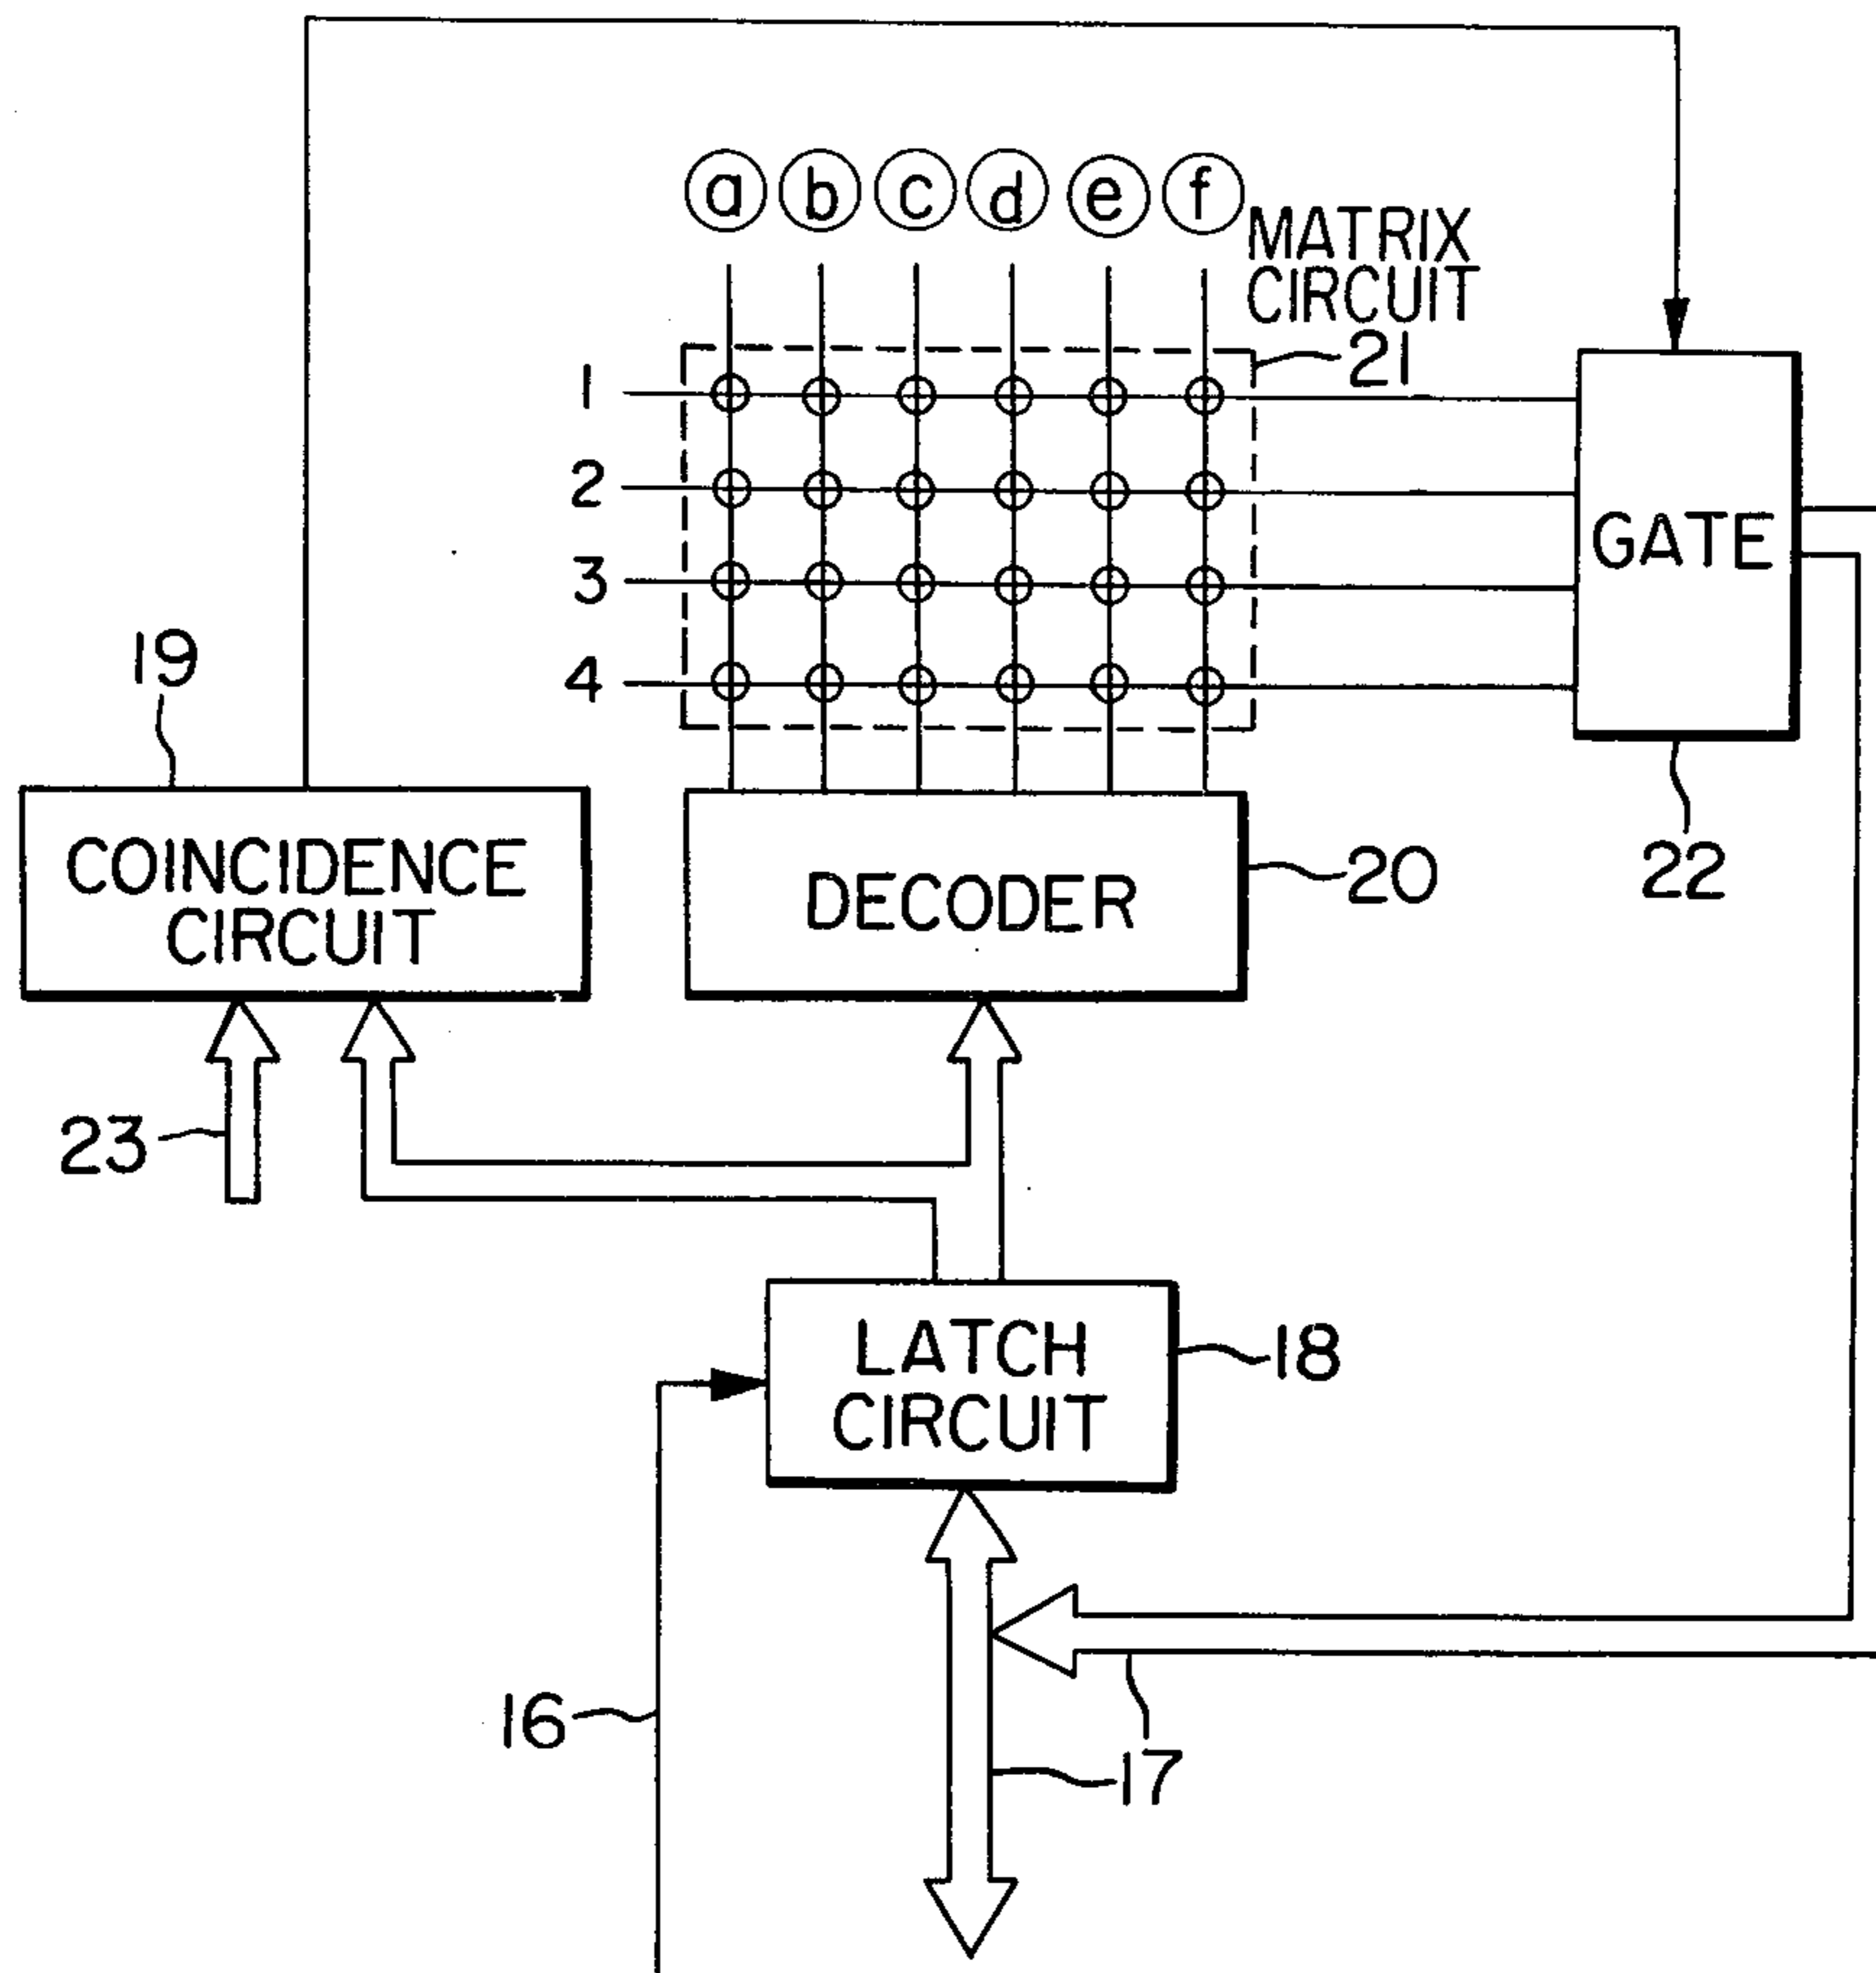 a b c d e f
MATRIX
CIRCUIT
21
1
2
3
4
GATE
19
22
COINCIDENCE
CIRCUIT
DECODER
20
23
LATCH
CIRCUIT
18
16
17